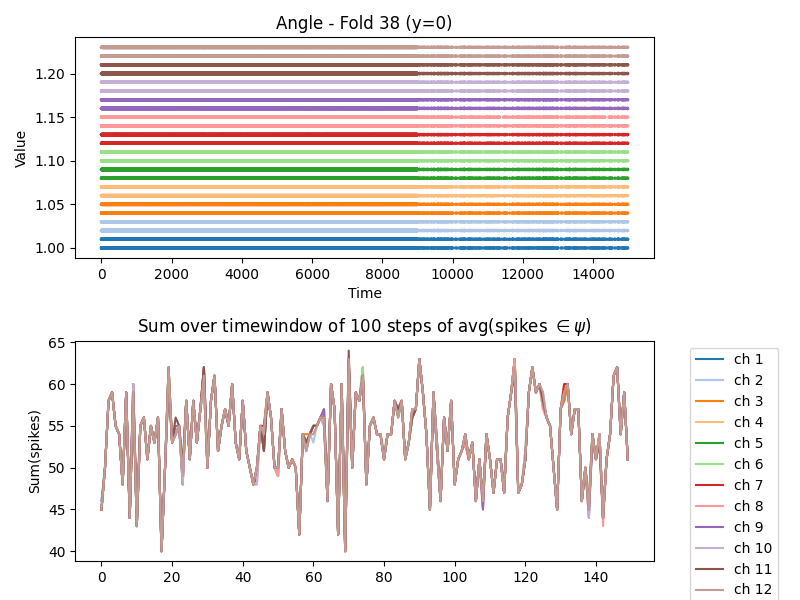 Angle - Fold 38 (y=0)
Value
1.20
1.15
1.10
1.05
1.00
0 2000 4000 6000 8000 10000 12000 14000
Time
Sum over timewindow of 100 steps of avg(spikes ∈ ψ)
Sum(spikes)
65
60
55
50
45
40
0 20 40 60 80 100 120 140
ch 1
ch 2
ch 3
ch 4
ch 5
ch 6
ch 7
ch 8
ch 9
ch 10
ch 11
ch 12